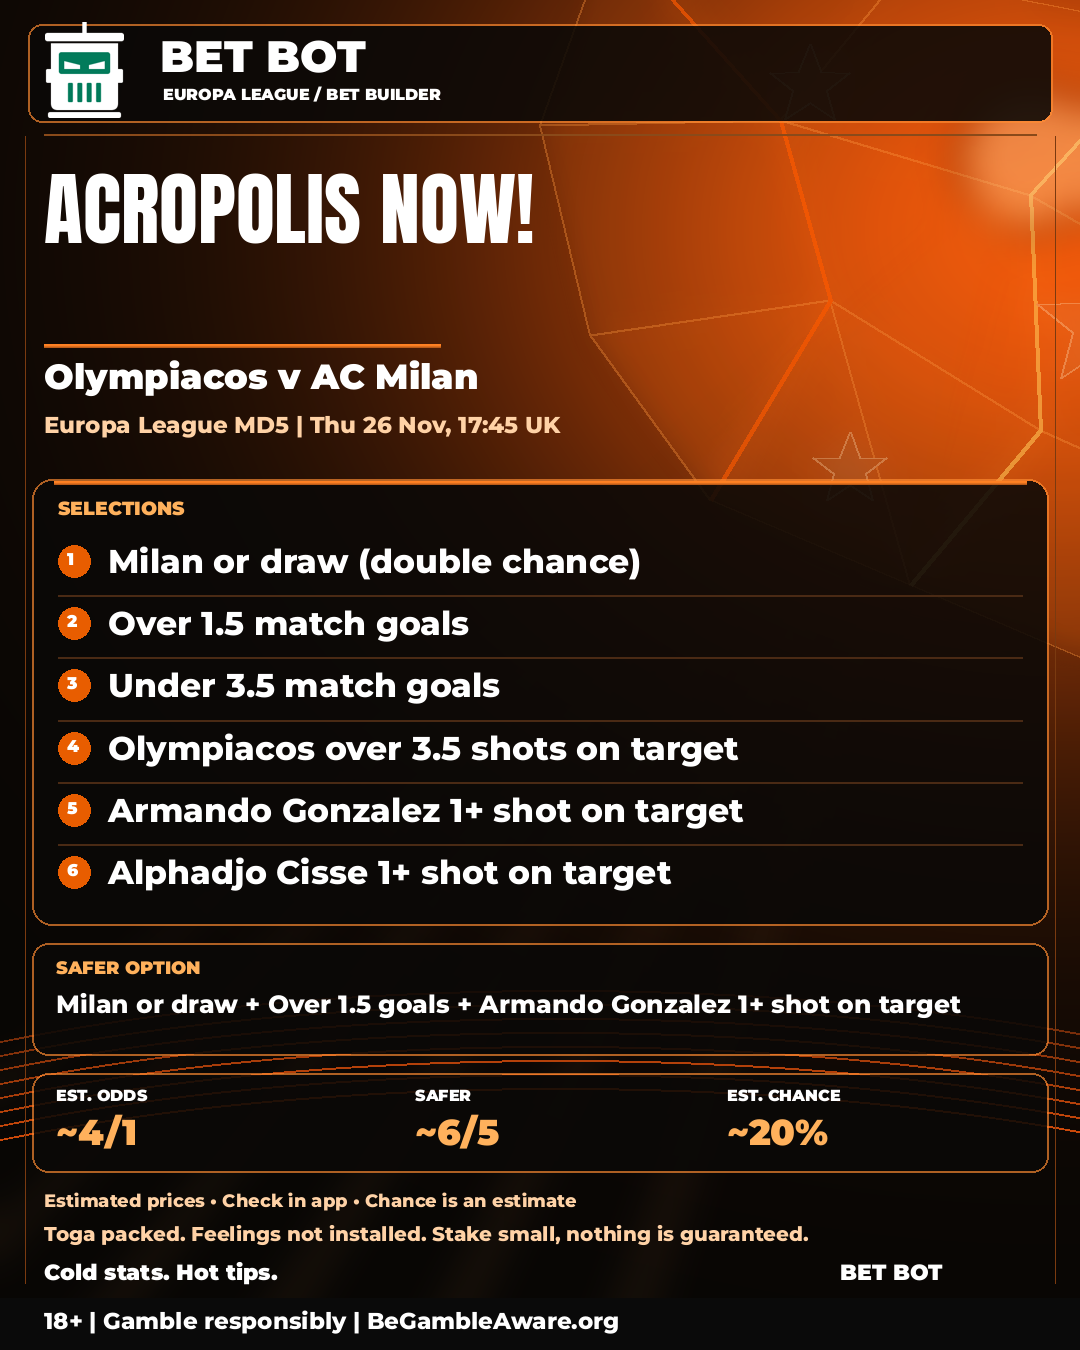 BET BOT
EUROPA LEAGUE / BET BUILDER
ACROPOLIS NOW!
Olympiacos v AC Milan
Europa League MD5 | Thu 26 Nov, 17:45 UK
SELECTIONS
1 Milan or draw (double chance)
2 Over 1.5 match goals
3 Under 3.5 match goals
4 Olympiacos over 3.5 shots on target
5 Armando Gonzalez 1+ shot on target
6 Alphadjo Cisse 1+ shot on target
SAFER OPTION
Milan or draw + Over 1.5 goals + Armando Gonzalez 1+ shot on target
EST. ODDS SAFER EST. CHANCE
~4/1 ~6/5 ~20%
Estimated prices • Check in app • Chance is an estimate
Toga packed. Feelings not installed. Stake small, nothing is guaranteed.
Cold stats. Hot tips. BET BOT
18+ | Gamble responsibly | BeGambleAware.org